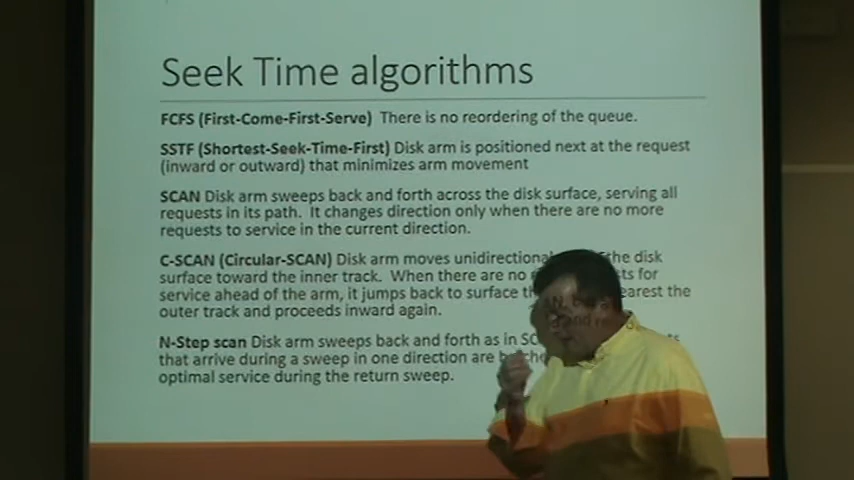 Seek Time algorithms
FCFS (First-Come-First-Serve) There is no reordering of the queue.
SSTF (Shortest-Seek-Time-First) Disk arm is positioned next at the request
(inward or outward) that minimizes arm movement
SCAN Disk arm sweeps back and forth across the disk surface, serving all
requests in its path. It changes direction only when there are no more
requests to service in the current direction.
C-SCAN (Circular-SCAN) Disk arm moves unidirectional the disk
surface toward the inner track. When there are no for
service ahead of the arm, it jumps back to surface the
outer track and proceeds inward again.
N-Step scan Disk arm sweeps back and forth as in
that arrive during a sweep in one direction are
optimal service during the return sweep.